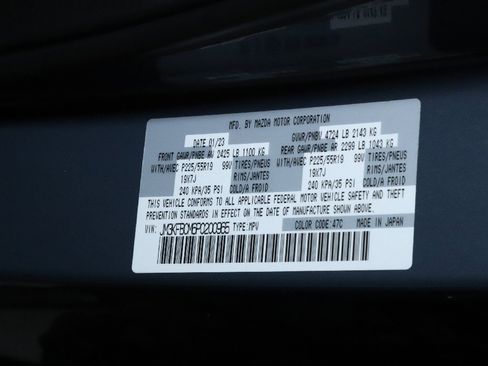 MFD. BY MAZDA MOTOR CORPORATION
DATE 01/23 GVWR/PNBV 4724 LB 2143 KG
FRONT GAWR/PNBE AV 2425 LB 1100 KG REAR GAWR/PNBE AR 2299 LB 1043 KG
WITH/AVEC P225/55R19 99V TIRES/PNEUS WITH/AVEC P225/55R19 99V TIRES/PNEUS
19X7J RIMS/JANTES 19X7J RIMS/JANTES
240 KPA/35 PSI COLD/A FROID 240 KPA/35 PSI COLD/A FROID
THIS VEHICLE CONFORMS TO ALL APPLICABLE FEDERAL MOTOR VEHICLE SAFETY AND THEFT
PREVENTION STANDARDS IN EFFECT ON THE DATE OF MANUFACTURE SHOWN ABOVE.
VIN: JM3KFBCM6P0200965 TYPE:MPV COLOR CODE:47C MADE IN JAPAN